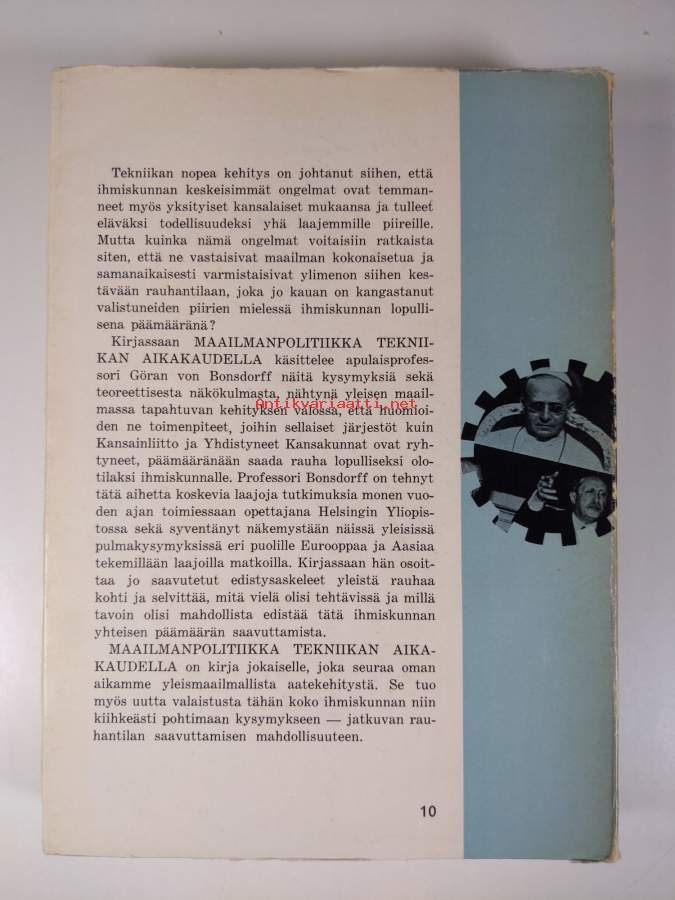 Tekniikan nopea kehitys on johtanut siihen, että
ihmiskunnan keskeisimmät ongelmat ovat temman-
neet myös yksityiset kansalaiset mukaansa ja tulleet
eläväksi todellisuudeksi yhä laajemmille piireille.
Mutta kuinka nämä ongelmat voitaisiin ratkaista
siten, että ne vastaisivat maailman kokonaisetua ja
samanaikaisesti varmistaisivat ylimenon siihen kes-
tävään rauhantilaan, joka jo kauan on kangastanut
valistuneiden piirien mielessä ihmiskunnan lopulli-
sena päämääränä?
Kirjassaan MAAILMANPOLITIIKKA TEKNII-
KAN AIKAKAUDELLA käsittelee apulaisprofes-
sori Göran von Bonsdorff näitä kysymyksiä sekä
teoreettisesta näkökulmasta, nähtynä yleisen maail-
massa tapahtuvan kehityksen valossa, että huomioi-
Antikvariaatti.net
den ne toimenpiteet, joihin sellaiset järjestöt kuin
Kansainliitto ja Yhdistyneet Kansakunnat ovat ryh-
tyneet, päämääränään saada rauha lopulliseksi olo-
tilaksi ihmiskunnalle. Professori Bonsdorff on tehnyt
tätä aihetta koskevia laajoja tutkimuksia monen vuo-
den ajan toimiessaan opettajana Helsingin Yliopis-
tossa sekä syventänyt näkemystään näissä yleisissä
pulmakysymyksissä eri puolille Eurooppaa ja Aasiaa
tekemillään laajoilla matkoilla. Kirjassaan hän osoit-
taa jo saavutetut edistysaskeleet yleistä rauhaa
kohti ja selvittää, mitä vielä olisi tehtävissä ja millä
tavoin olisi mahdollista edistää tätä ihmiskunnan
yhteisen päämäärän saavuttamista.
MAAILMANPOLITIIKKA TEKNIIKAN AIKA-
KAUDELLA on kirja jokaiselle, joka seuraa oman
aikamme yleismaailmallista aatekehitystä. Se tuo
myös uutta valaistusta tähän koko ihmiskunnan niin
kiihkeästi pohtimaan kysymykseen — jatkuvan rau-
hantilan saavuttamisen mahdollisuuteen.
10